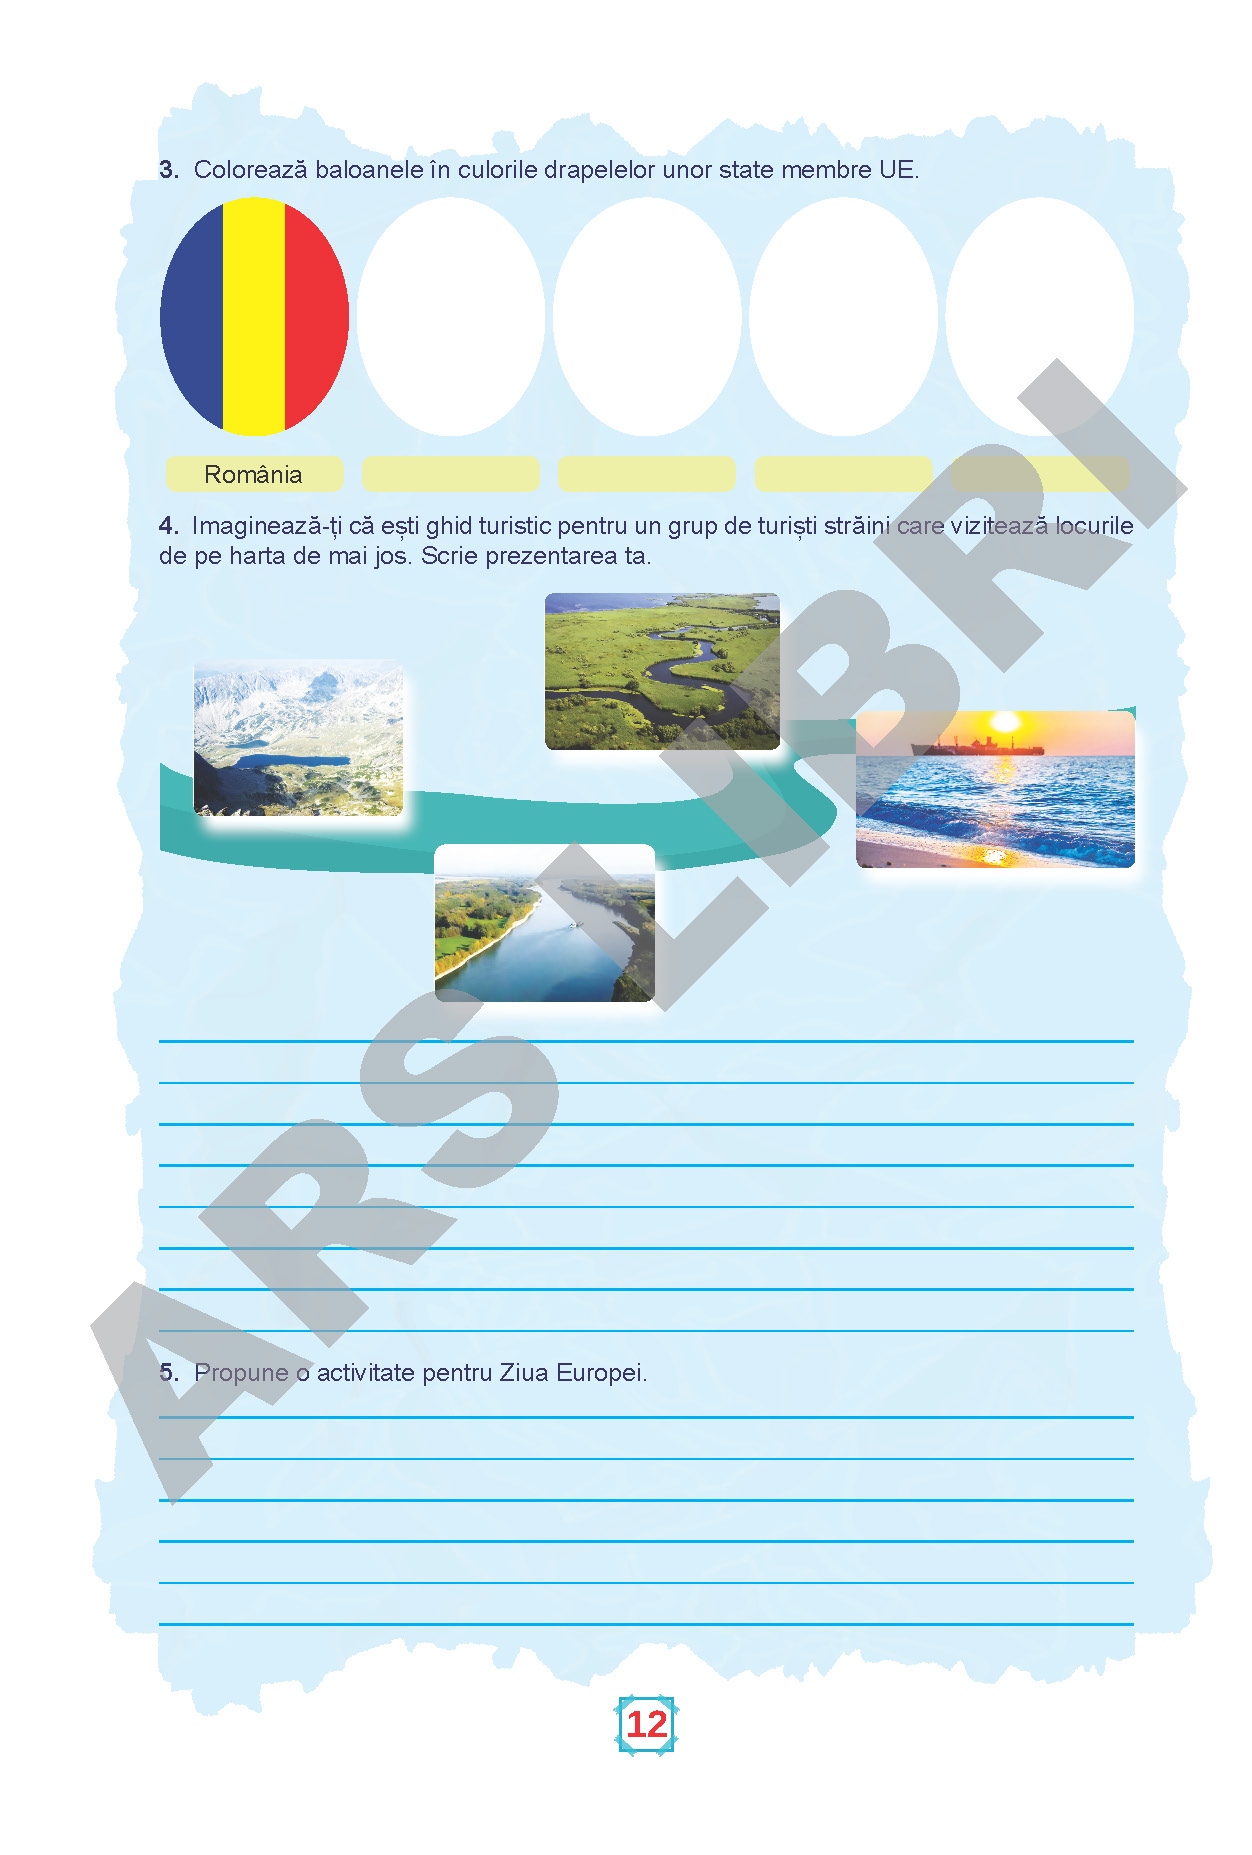 3. Colorează baloanele în culorile drapelelor unor state membre UE.
România
4. Imaginează-ți că ești ghid turistic pentru un grup de turiști străini care vizitează locurile
de pe harta de mai jos. Scrie prezentarea ta.
ARS LIBRI
5. Propune o activitate pentru Ziua Europei.
12